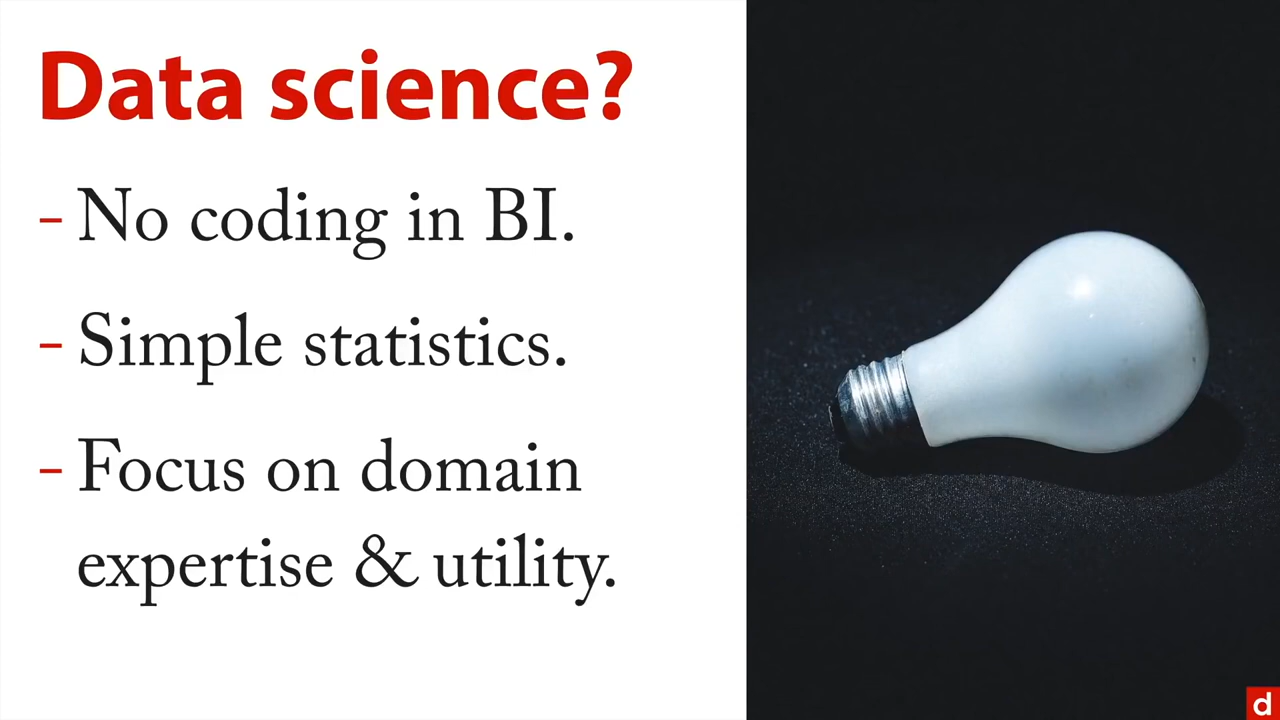 Data science?
- No coding in BI.
- Simple statistics.
- Focus on domain
expertise & utility.
d